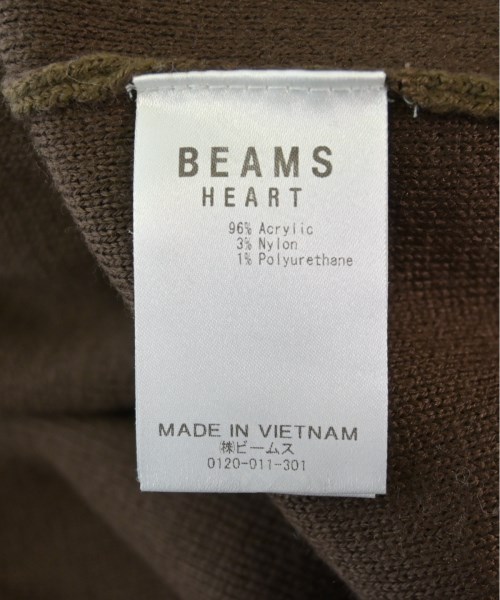 BEAMS
HEART
96% Acrylic
3% Nylon
1% Polyurethane
MADE IN VIETNAM
㈱ビームス
0120-011-301